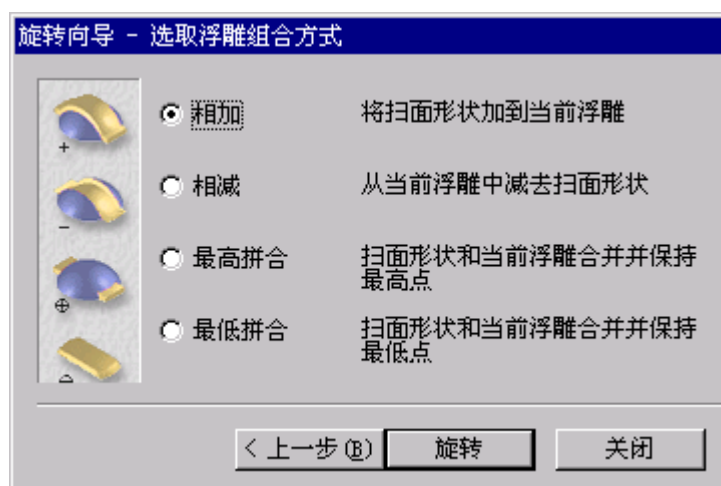 旋转向导 - 选取浮雕组合方式
相加 将扫面形状加到当前浮雕
相减 从当前浮雕中减去扫面形状
最高拼合 扫面形状和当前浮雕合并并保持
最高点
最低拼合 扫面形状和当前浮雕合并并保持
最低点
< 上一步(B) 旋转 关闭